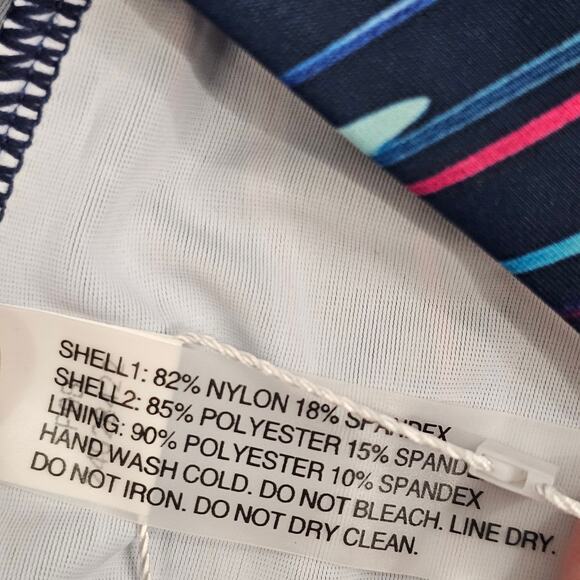 SHELL1: 82% NYLON 18% SPANDEX
SHELL2: 85% POLYESTER 15% SPANDE
LINING: 90% POLYESTER 10% SPANDEX
HAND WASH COLD. DO NOT BLEACH. LINE DRY.
DO NOT IRON. DO NOT DRY CLEAN.